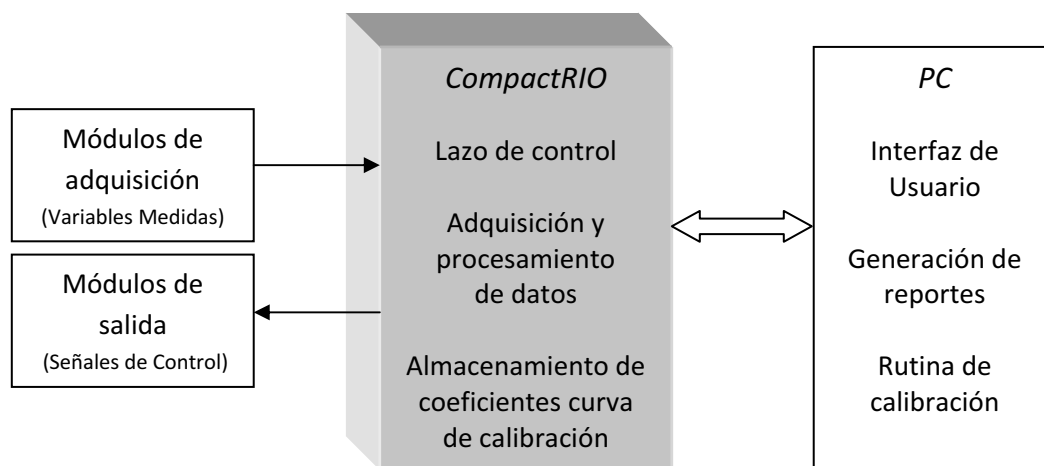 Módulos de
adquisición
(Variables Medidas)
Módulos de
salida
(Señales de Control)
CompactRIO
Lazo de control
Adquisición y
procesamiento
de datos
Almacenamiento de
coeficientes curva
de calibración
PC
Interfaz de
Usuario
Generación de
reportes
Rutina de
calibración